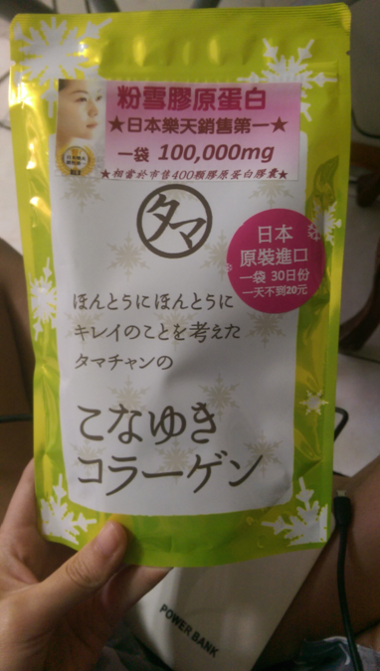 粉雪膠原蛋白
★日本樂天銷售第一★
一袋 100,000mg
★相當於市售400顆膠原蛋白膠囊★
タマ
日本
原裝進口
一袋 30日份
一天不到20元
ほんとうにほんとうに
キレイのことを考えた
タマチャンの
こなゆき
コラーゲン
POWER BANK